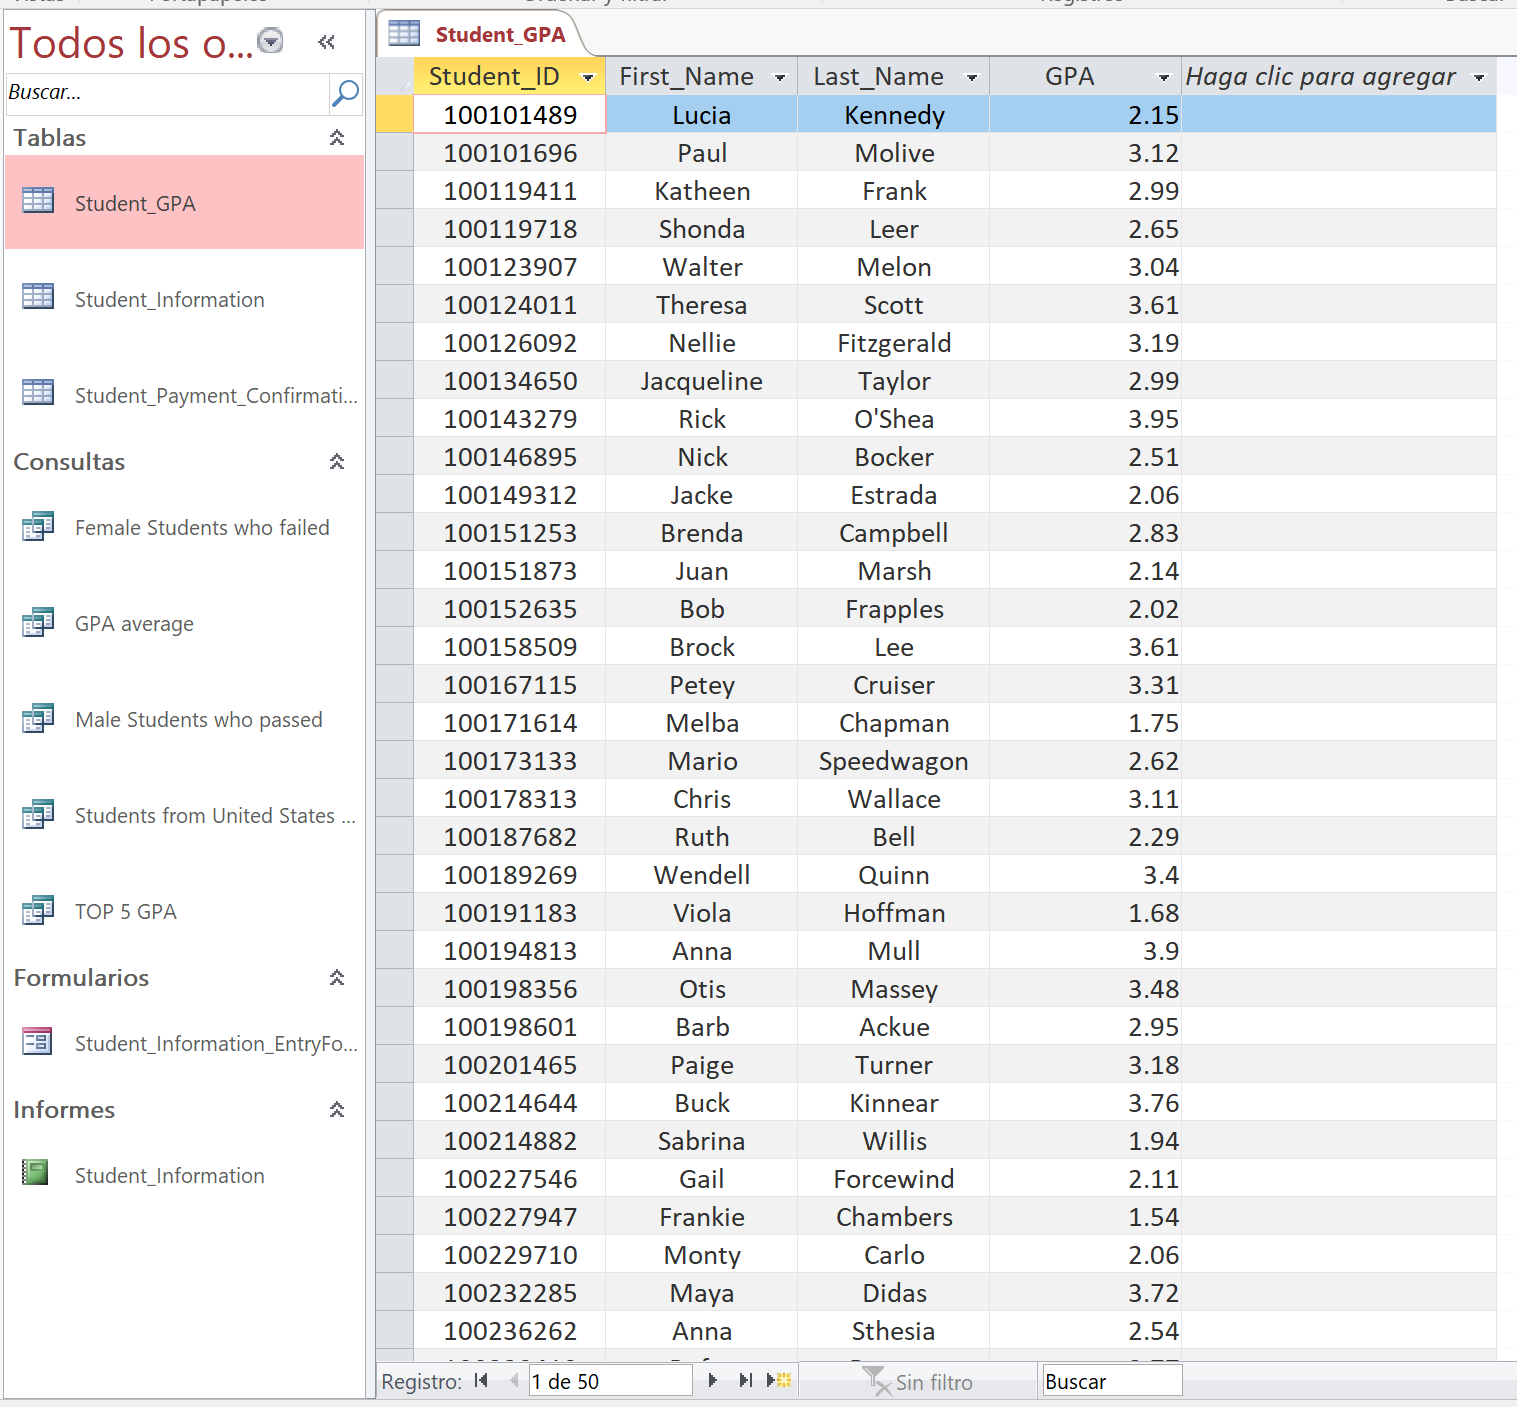 Todos los o...
Buscar...
Tablas
Student_GPA
Student_Information
Student_Payment_Confirmati...
Consultas
Female Students who failed
GPA average
Male Students who passed
Students from United States ...
TOP 5 GPA
Formularios
Student_Information_EntryFo...
Informes
Student_Information
Student_GPA
Student_ID First_Name Last_Name GPA Haga clic para agregar
100101489 Lucia Kennedy 2.15
100101696 Paul Molive 3.12
100119411 Katheen Frank 2.99
100119718 Shonda Leer 2.65
100123907 Walter Melon 3.04
100124011 Theresa Scott 3.61
100126092 Nellie Fitzgerald 3.19
100134650 Jacqueline Taylor 2.99
100143279 Rick O'Shea 3.95
100146895 Nick Bocker 2.51
100149312 Jacke Estrada 2.06
100151253 Brenda Campbell 2.83
100151873 Juan Marsh 2.14
100152635 Bob Frapples 2.02
100158509 Brock Lee 3.61
100167115 Petey Cruiser 3.31
100171614 Melba Chapman 1.75
100173133 Mario Speedwagon 2.62
100178313 Chris Wallace 3.11
100187682 Ruth Bell 2.29
100189269 Wendell Quinn 3.4
100191183 Viola Hoffman 1.68
100194813 Anna Mull 3.9
100198356 Otis Massey 3.48
100198601 Barb Ackue 2.95
100201465 Paige Turner 3.18
100214644 Buck Kinnear 3.76
100214882 Sabrina Willis 1.94
100227546 Gail Forcewind 2.11
100227947 Frankie Chambers 1.54
100229710 Monty Carlo 2.06
100232285 Maya Didas 3.72
100236262 Anna Sthesia 2.54
Registro: 1 de 50 Sin filtro Buscar